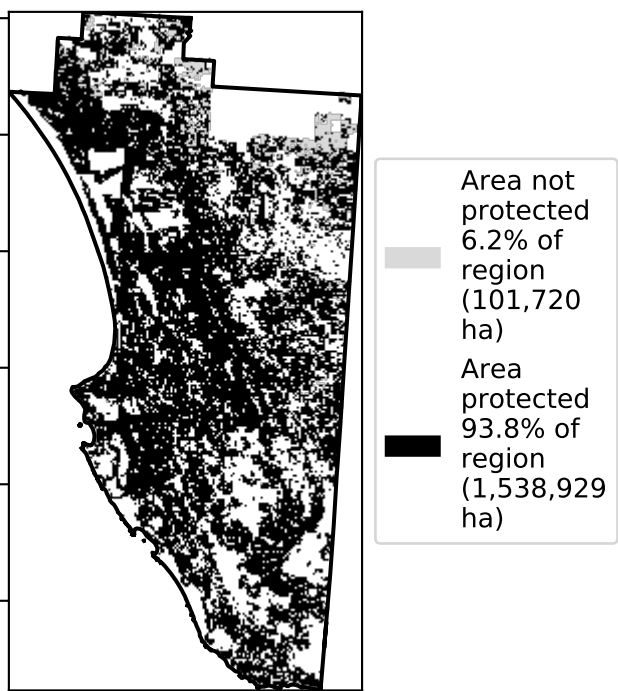 Area not
protected
6.2% of
region
(101,720
ha)
Area
protected
93.8% of
region
(1,538,929
ha)